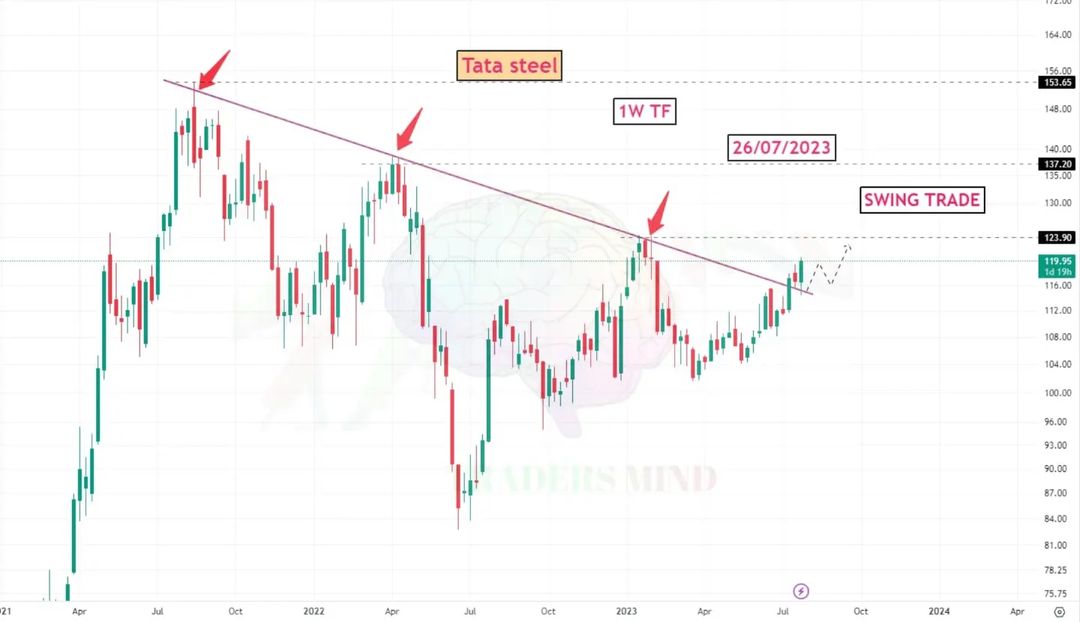 172.00
164.00
Tata steel
156.00
153.65
1W TF
148.00
26/07/2023
140.00
137.20
135.00
SWING TRADE
130.00
123.90
119.95
1d 19h
116.00
112.00
108.00
104.00
100.00
96.00
93.00
90.00
TRADERS MIND
87.00
84.00
81.00
78.25
75.75
Apr
Jul
Oct
2022
Apr
Jul
Oct
2023
Apr
Jul
Oct
2024
Apr